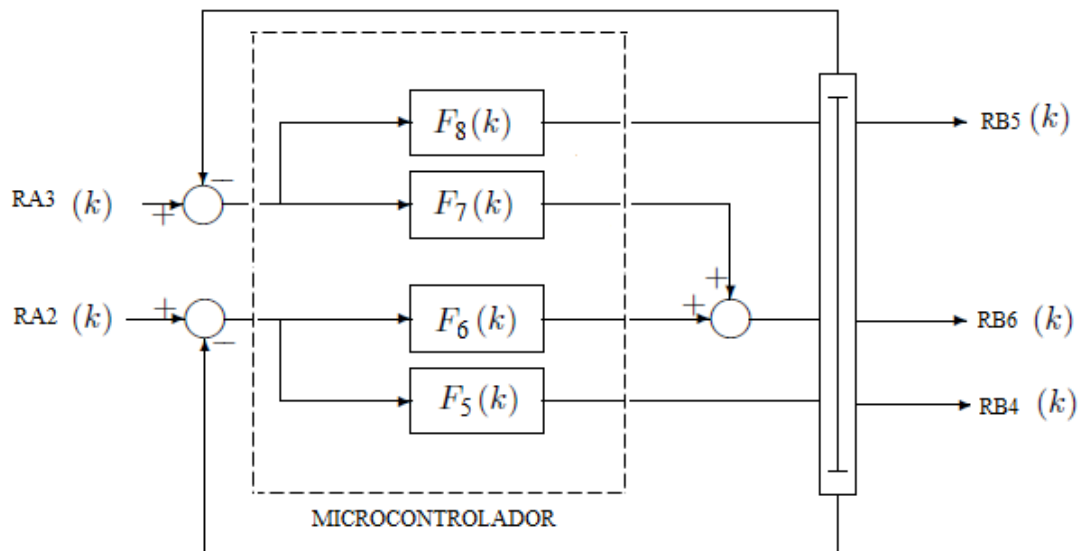 F₈(k)
RB5 (k)
RA3 (k)
+
−
F₇(k)
+
+
RA2 (k)
+
−
F₆(k)
RB6 (k)
F₅(k)
RB4 (k)
MICROCONTROLADOR